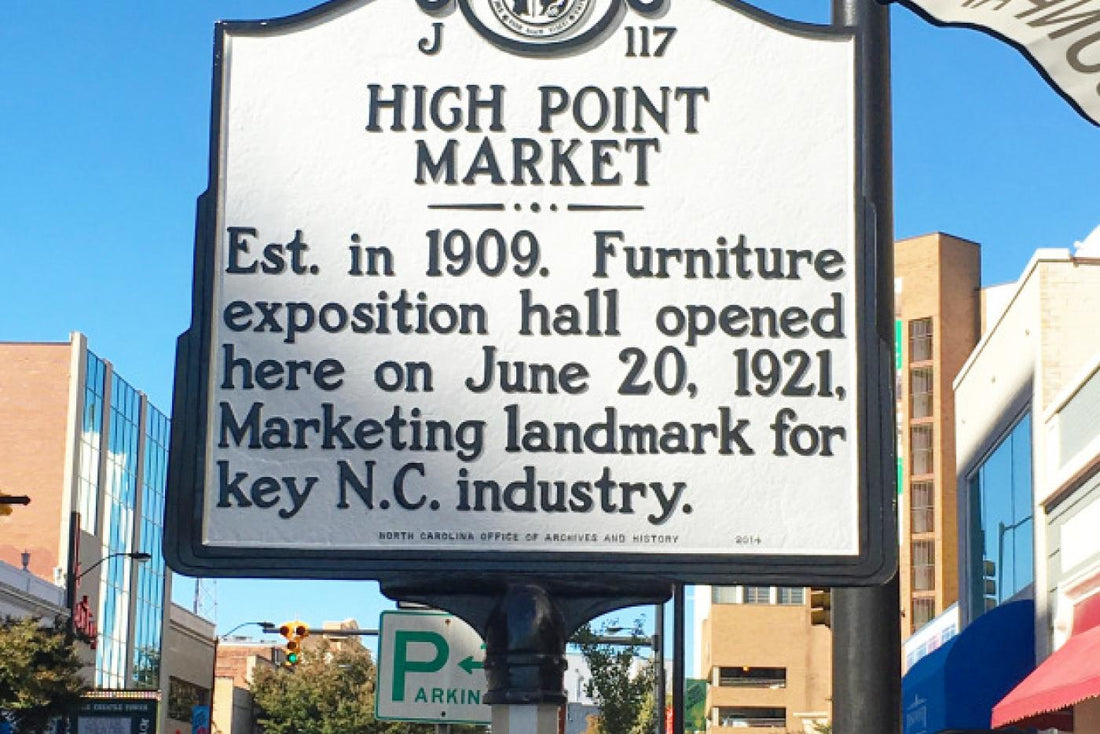 J 117
HIGH POINT
MARKET
Est. in 1909. Furniture
exposition hall opened
here on June 20, 1921.
Marketing landmark for
key N.C. industry.
NORTH CAROLINA OFFICE OF ARCHIVES AND HISTORY 2014
P
ARKIN